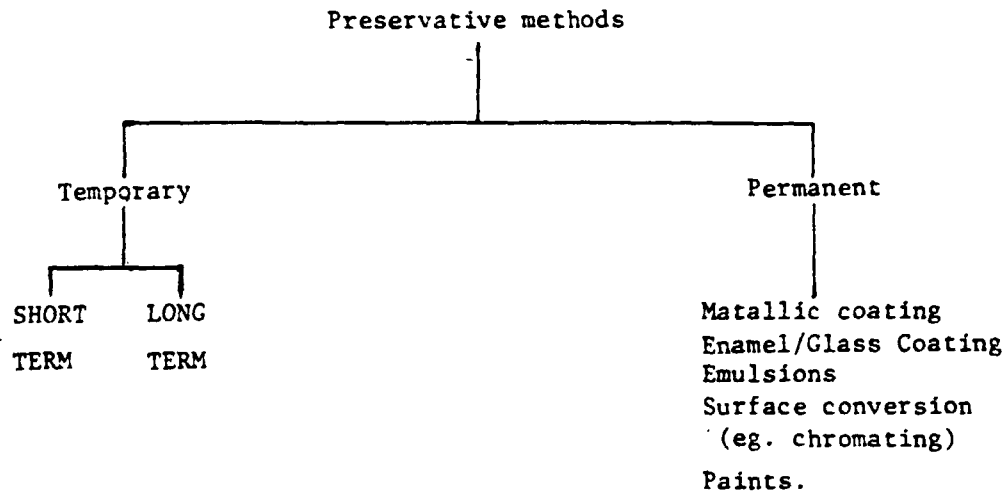 Preservative methods
Temporary
Permanent
SHORT LONG
TERM TERM
Matallic coating
Enamel/Glass Coating
Emulsions
Surface conversion
(eg. chromating)
Paints.